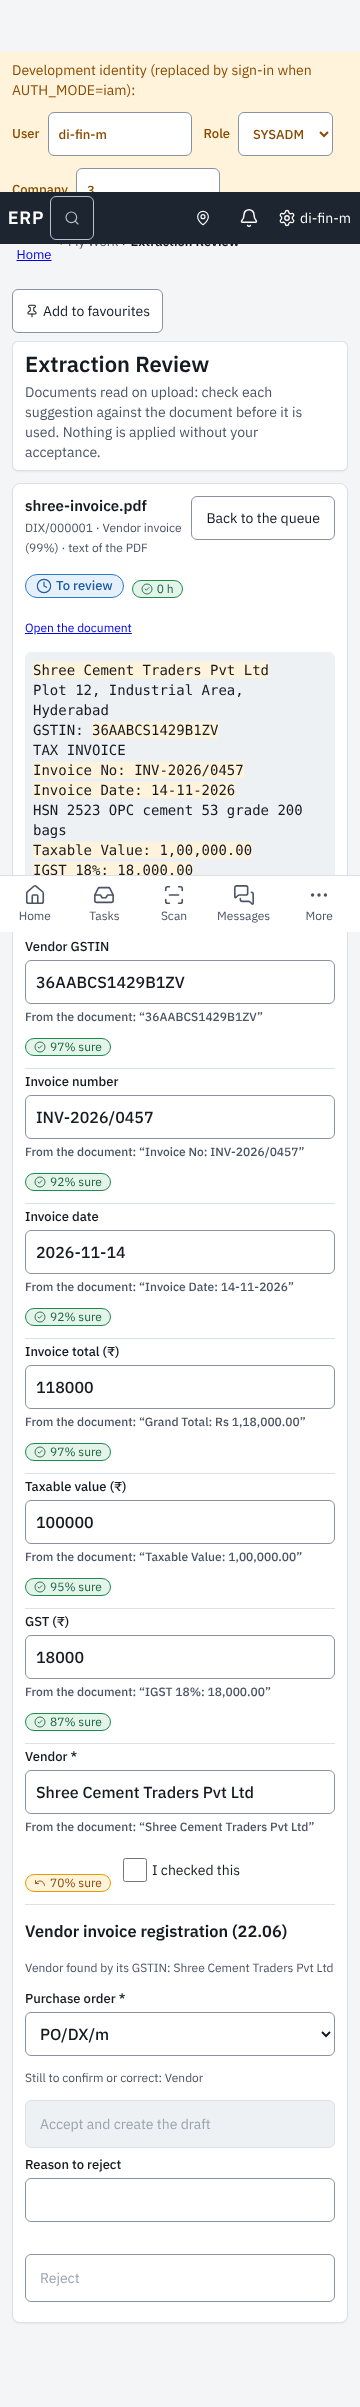 Development identity (replaced by sign-in when
AUTH_MODE=iam):
User di-fin-m Role SYSADM
Company 3
ERP di-fin-m
Home Extraction Review
Add to favourites
Extraction Review
Documents read on upload: check each
suggestion against the document before it is
used. Nothing is applied without your
acceptance.
shree-invoice.pdf
Back to the queue
DIX/000001 · Vendor invoice
(99%) · text of the PDF
To review 0 h
Open the document
Shree Cement Traders Pvt Ltd
Plot 12, Industrial Area,
Hyderabad
GSTIN: 36AABCS1429B1ZV
TAX INVOICE
Invoice No: INV-2026/0457
Invoice Date: 14-11-2026
HSN 2523 OPC cement 53 grade 200
bags
Taxable Value: 1,00,000.00
IGST 18%: 18,000.00
Home Tasks Scan Messages More
Vendor GSTIN
36AABCS1429B1ZV
From the document: “36AABCS1429B1ZV”
97% sure
Invoice number
INV-2026/0457
From the document: “Invoice No: INV-2026/0457”
92% sure
Invoice date
2026-11-14
From the document: “Invoice Date: 14-11-2026”
92% sure
Invoice total (₹)
118000
From the document: “Grand Total: Rs 1,18,000.00”
97% sure
Taxable value (₹)
100000
From the document: “Taxable Value: 1,00,000.00”
95% sure
GST (₹)
18000
From the document: “IGST 18%: 18,000.00”
87% sure
Vendor *
Shree Cement Traders Pvt Ltd
From the document: “Shree Cement Traders Pvt Ltd”
70% sure I checked this
Vendor invoice registration (22.06)
Vendor found by its GSTIN: Shree Cement Traders Pvt Ltd
Purchase order *
PO/DX/m
Still to confirm or correct: Vendor
Accept and create the draft
Reason to reject
Reject